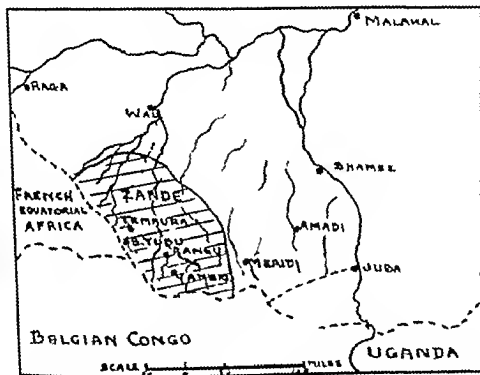 MALAKAL
RAGA
WAU
SHAMBE
ZANDE
FRENCH
EQUATORIAL
AFRICA
TEMBURA
AMADI
MERIDI
JUBA
BELGIAN CONGO
UGANDA
SCALE
MILES